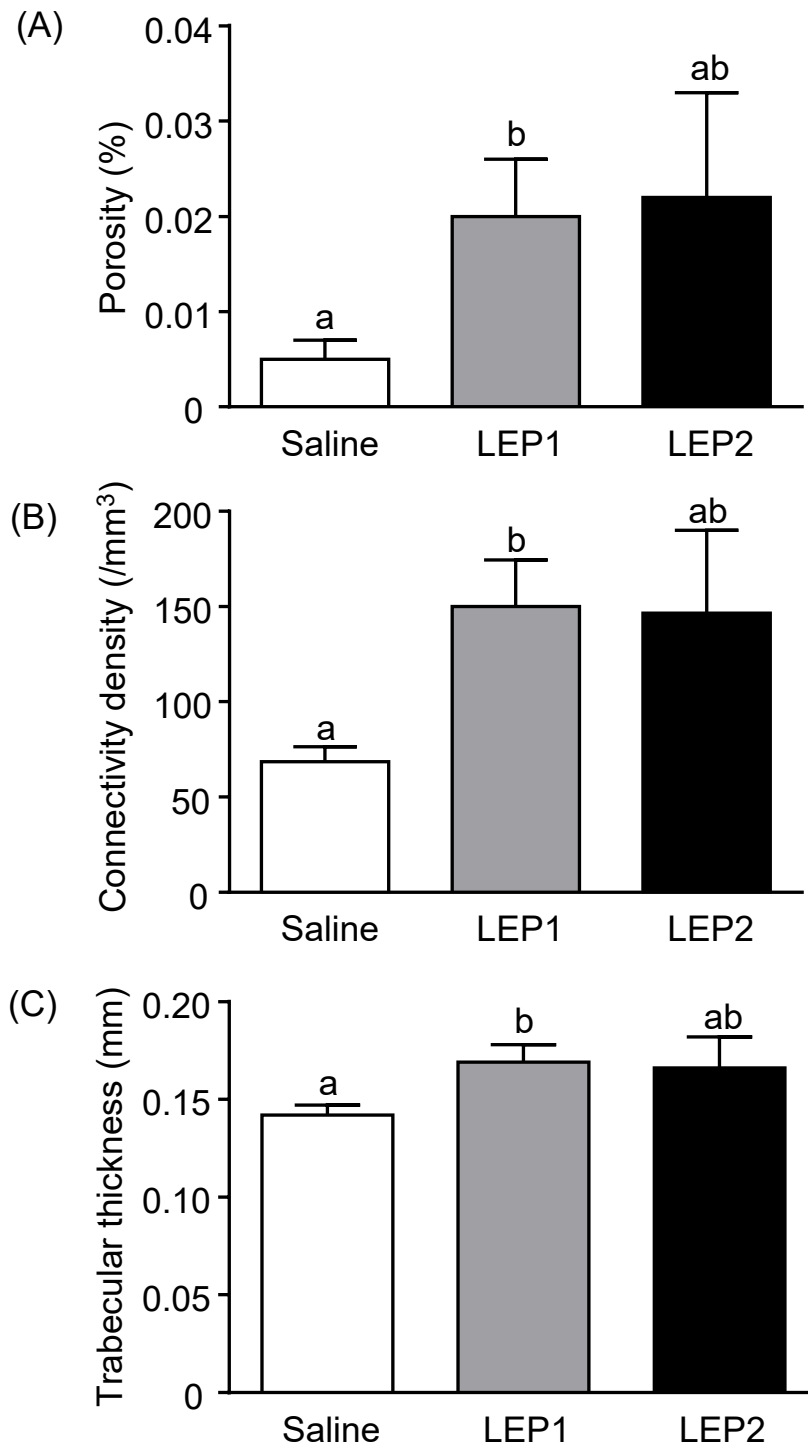 (A)
Porosity (%)
0.04
0.03
0.02
0.01
0
a
b
ab
Saline LEP1 LEP2
(B)
Connectivity density (/mm³)
200
150
100
50
0
a
b
ab
Saline LEP1 LEP2
(C)
Trabecular thickness (mm)
0.20
0.15
0.10
0.05
0
a
b
ab
Saline LEP1 LEP2